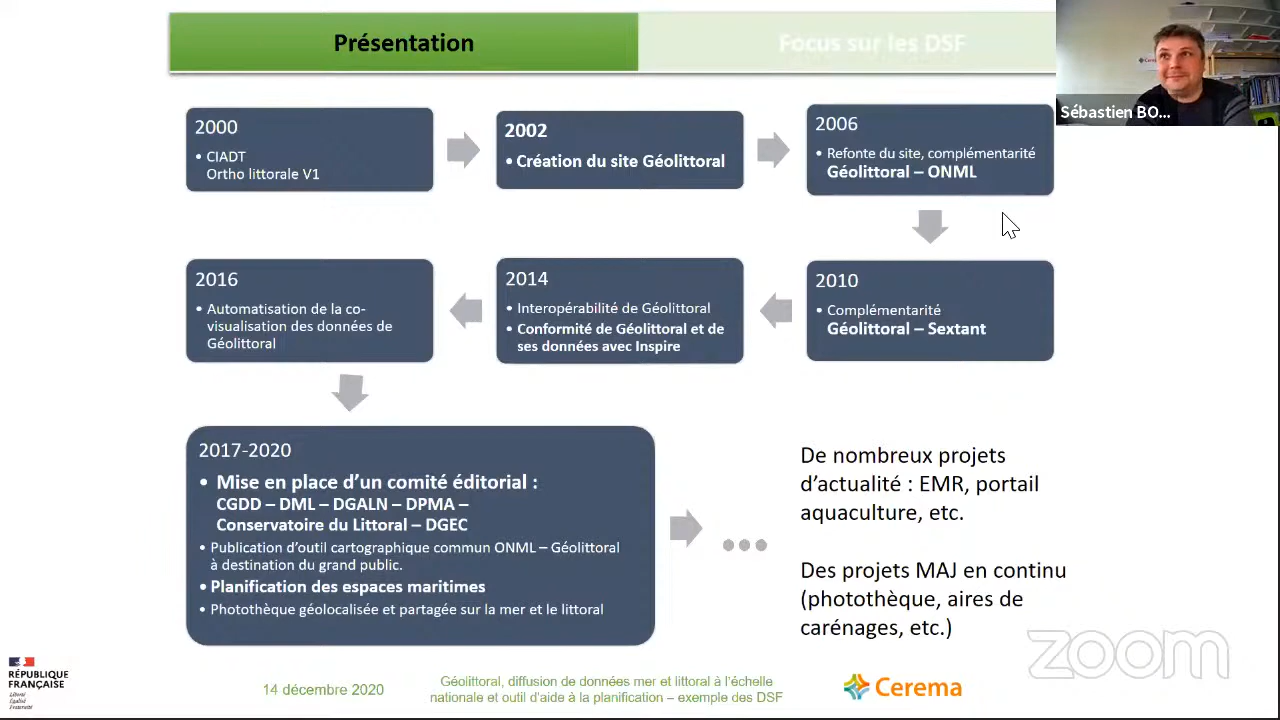 Présentation
Focus sur les DSF
Sébastien BO...
Cerema
2000
• CIADT
Ortho littorale V1
2002
• Création du site Géolittoral
2006
• Refonte du site, complémentarité
Géolittoral – ONML
2010
• Complémentarité
Géolittoral – Sextant
2014
• Interopérabilité de Géolittoral
• Conformité de Géolittoral et de
ses données avec Inspire
2016
• Automatisation de la co-
visualisation des données de
Géolittoral
2017-2020
• Mise en place d’un comité éditorial :
CGDD – DML – DGALN – DPMA –
Conservatoire du Littoral – DGEC
• Publication d’outil cartographique commun ONML – Géolittoral
à destination du grand public.
• Planification des espaces maritimes
• Photothèque géolocalisée et partagée sur la mer et le littoral
De nombreux projets
d’actualité : EMR, portail
aquaculture, etc.
Des projets MAJ en continu
(photothèque, aires de
carénages, etc.)
zoom
RÉPUBLIQUE
FRANÇAISE
Liberté
Égalité
Fraternité
14 décembre 2020
Géolittoral, diffusion de données mer et littoral à l’échelle
nationale et outil d’aide à la planification – exemple des DSF
Cerema